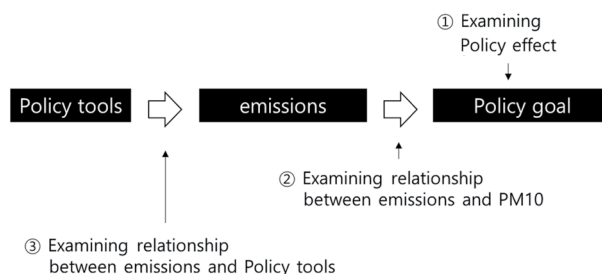 ① Examining
Policy effect
Policy tools
emissions
Policy goal
② Examining relationship
between emissions and PM10
③ Examining relationship
between emissions and Policy tools